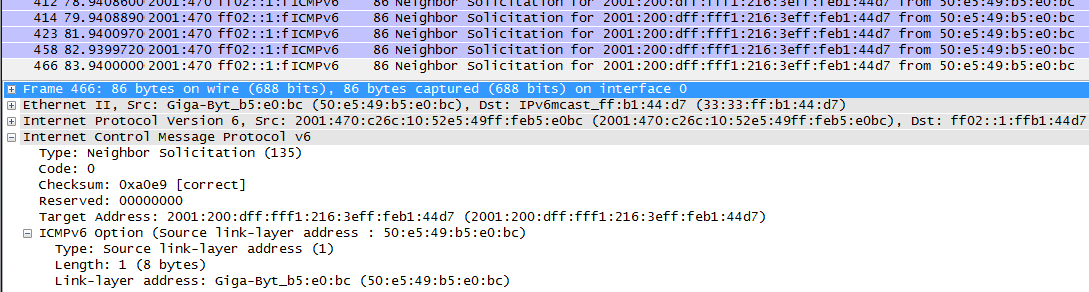 412 78.9408600 2001:470 ff02::1:f ICMPv6 86 Neighbor Solicitation for 2001:200:dff:fff1:216:3eff:feb1:44d7 from 50:e5:49:b5:e0:bc
414 79.9408890 2001:470 ff02::1:f ICMPv6 86 Neighbor Solicitation for 2001:200:dff:fff1:216:3eff:feb1:44d7 from 50:e5:49:b5:e0:bc
423 81.9400970 2001:470 ff02::1:f ICMPv6 86 Neighbor Solicitation for 2001:200:dff:fff1:216:3eff:feb1:44d7 from 50:e5:49:b5:e0:bc
458 82.9399720 2001:470 ff02::1:f ICMPv6 86 Neighbor Solicitation for 2001:200:dff:fff1:216:3eff:feb1:44d7 from 50:e5:49:b5:e0:bc
466 83.9400000 2001:470 ff02::1:f ICMPv6 86 Neighbor Solicitation for 2001:200:dff:fff1:216:3eff:feb1:44d7 from 50:e5:49:b5:e0:bc
Frame 466: 86 bytes on wire (688 bits), 86 bytes captured (688 bits) on interface 0
Ethernet II, Src: Giga-Byt_b5:e0:bc (50:e5:49:b5:e0:bc), Dst: IPv6mcast_ff:b1:44:d7 (33:33:ff:b1:44:d7)
Internet Protocol Version 6, Src: 2001:470:c26c:10:52e5:49ff:feb5:e0bc (2001:470:c26c:10:52e5:49ff:feb5:e0bc), Dst: ff02::1:ffb1:44d7
Internet Control Message Protocol v6
Type: Neighbor Solicitation (135)
Code: 0
Checksum: 0xa0e9 [correct]
Reserved: 00000000
Target Address: 2001:200:dff:fff1:216:3eff:feb1:44d7 (2001:200:dff:fff1:216:3eff:feb1:44d7)
ICMPv6 Option (Source link-layer address : 50:e5:49:b5:e0:bc)
Type: Source link-layer address (1)
Length: 1 (8 bytes)
Link-layer address: Giga-Byt_b5:e0:bc (50:e5:49:b5:e0:bc)